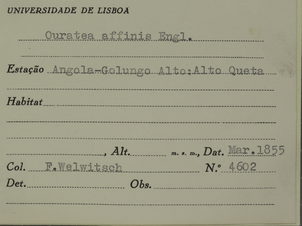 UNIVERSIDADE DE LISBOA
Ouratea affinis Engl.
Estação Angola-Golungo Alto:Alto Queta
Habitat
, Alt. m. s. m., Dat. Mar.1855
Col. F.Welwitsch N.º 4602
Det. Obs.